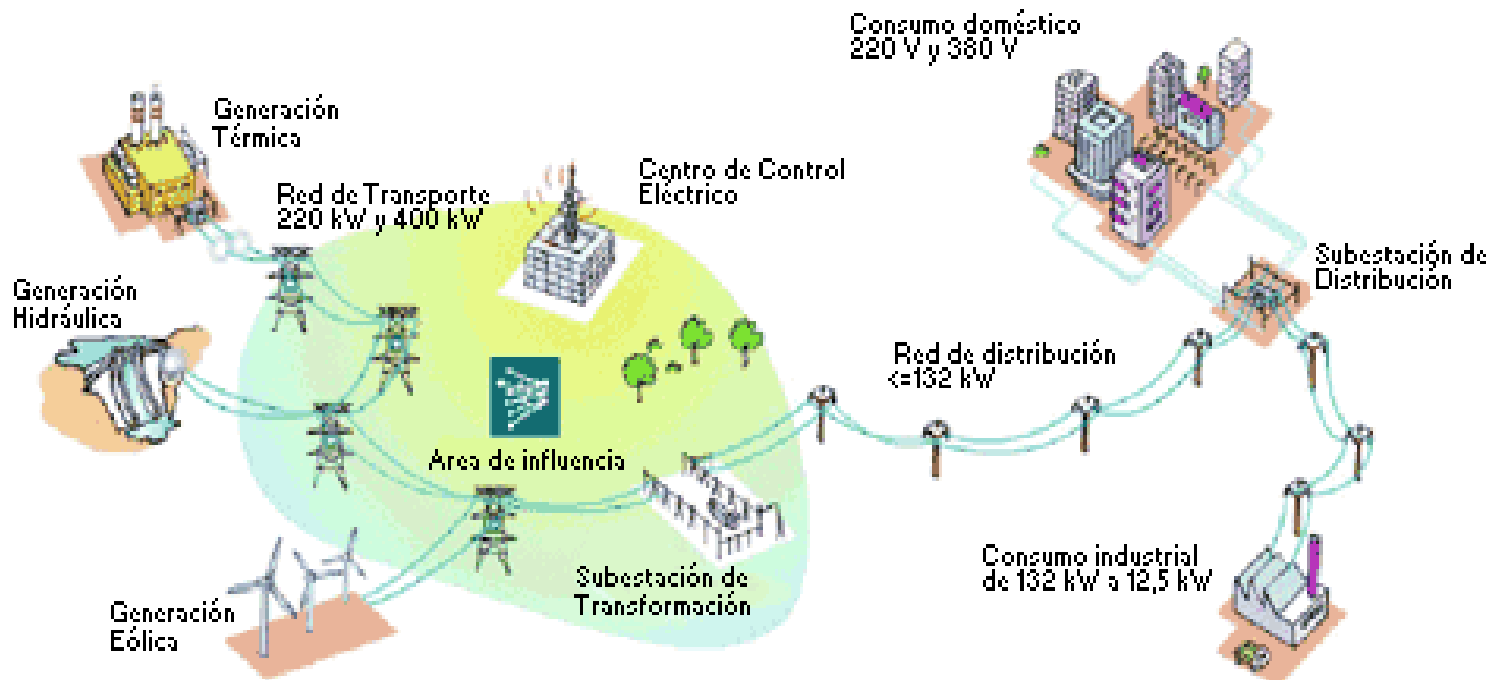 Consumo doméstico
220 V y 380 V
Generación
Térmica
Centro de Control
Eléctrico
Red de Transporte
220 kW y 400 kW
Subestación de
Distribución
Generación
Hidráulica
Red de distribución
<=132 kW
Area de influencia
Consumo industrial
de 132 kW a 12,5 kW
Subestación de
Transformación
Generación
Eólica